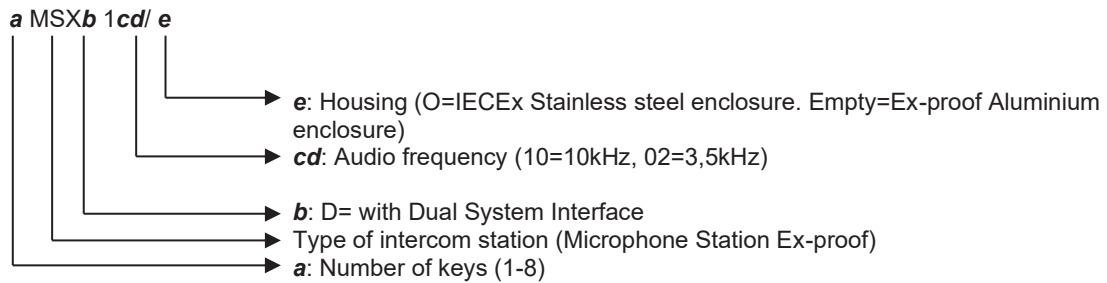 a MSXb 1cd/ e
e: Housing (O=IECEx Stainless steel enclosure. Empty=Ex-proof Aluminium
enclosure)
cd: Audio frequency (10=10kHz, 02=3,5kHz)
b: D= with Dual System Interface
Type of intercom station (Microphone Station Ex-proof)
a: Number of keys (1-8)